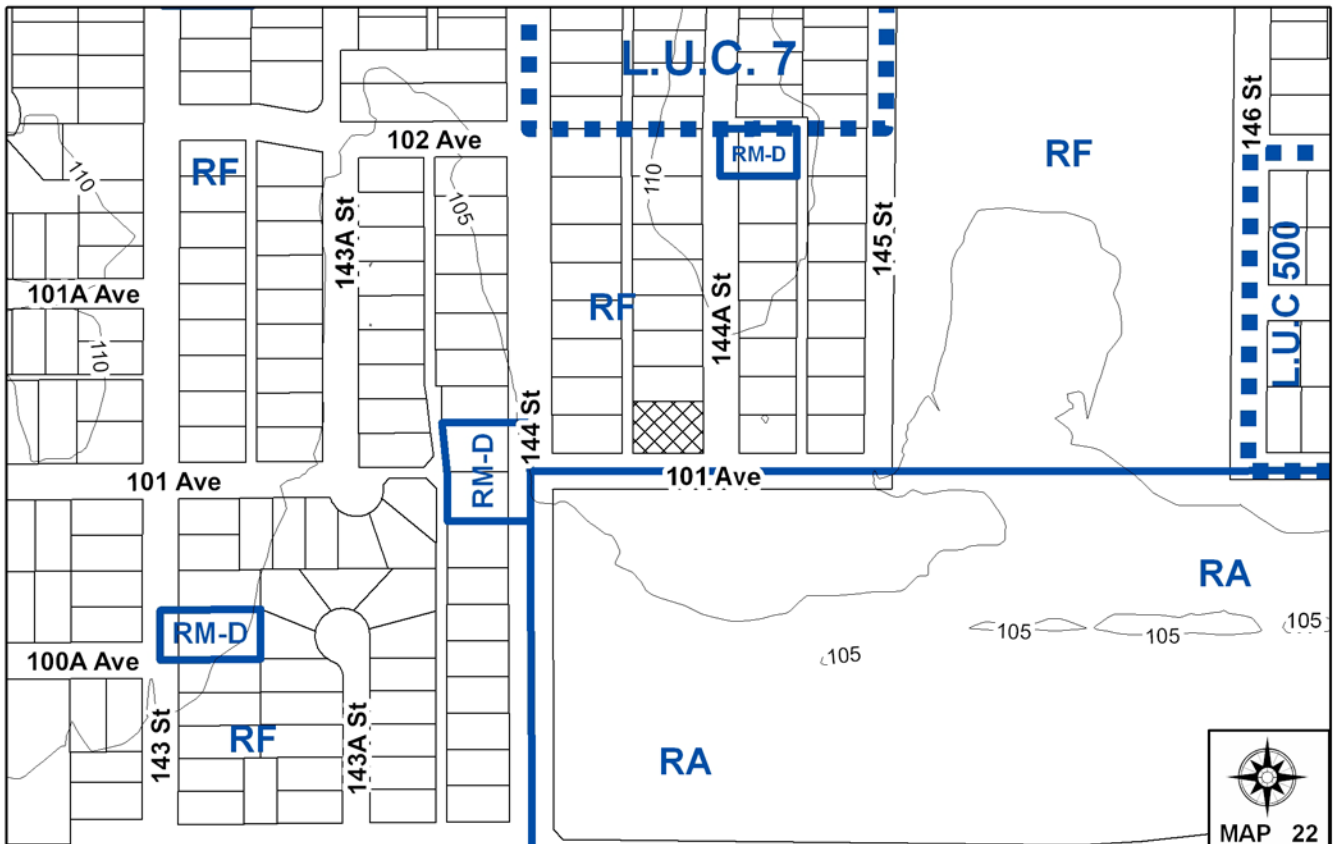 L.U.C. 7
102 Ave
RM-D
RF
RF
110
110
105
146 St
143A St
145 St
L.U.C 500
101A Ave
RF
144A St
110
144 St
RM-D
101 Ave
101 Ave
RA
RM-D
105
105
105
105
100A Ave
143 St
RF
143A St
RA
MAP 22